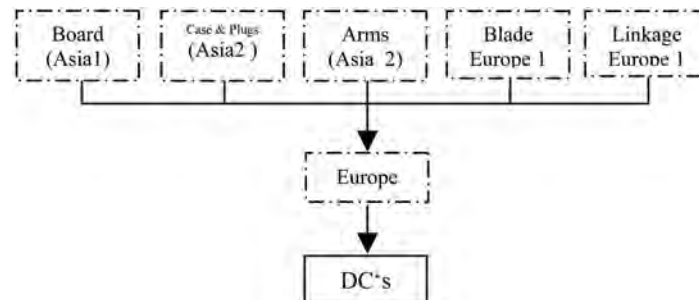 Board
(Asia1)
Case & Plugs
(Asia2 )
Arms
(Asia 2)
Blade
Europe 1
Linkage
Europe 1
Europe
DC‘s